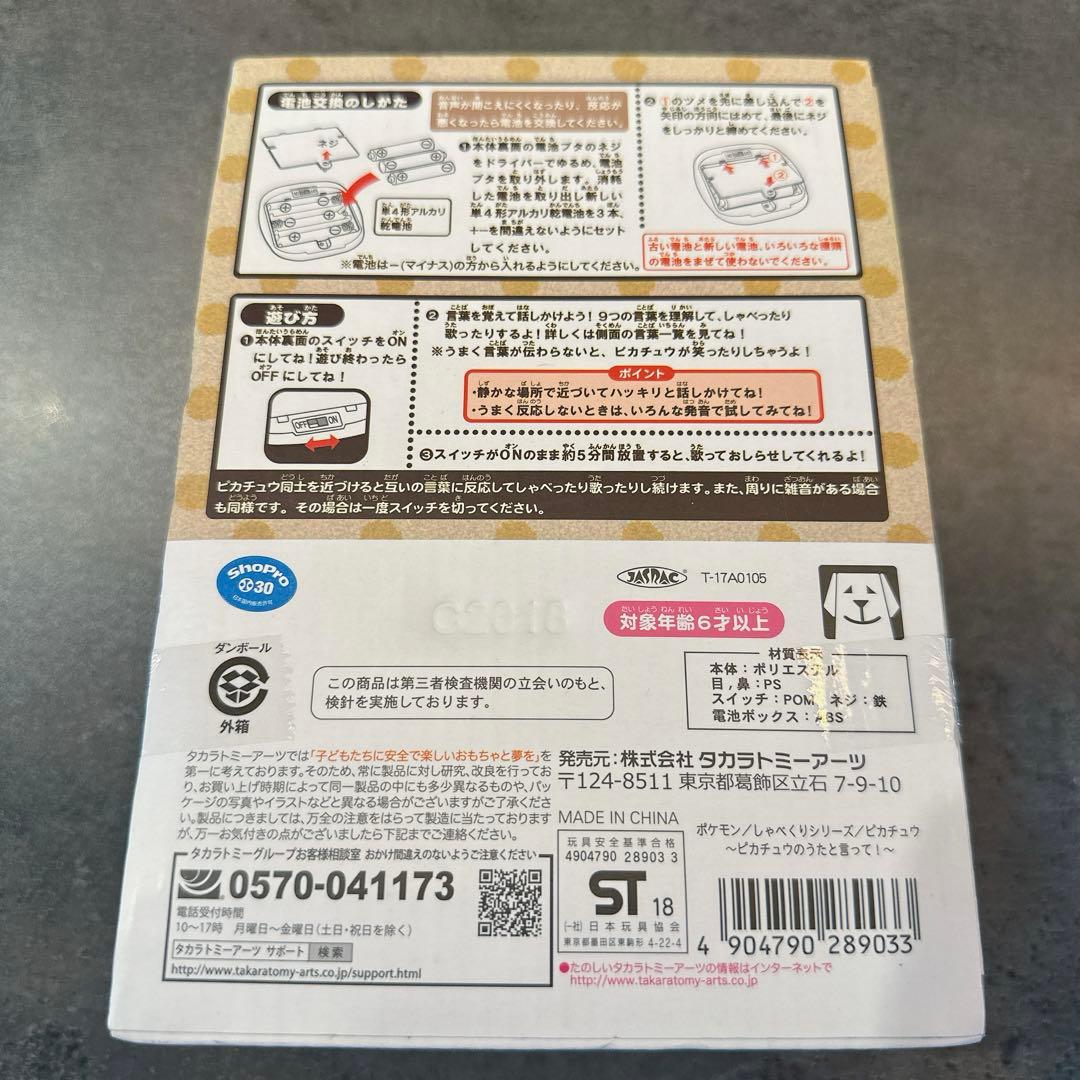 電池交換のしかた
音声が聞こえにくくなったり、反応が
悪くなったら電池を交換してください。
ネジ
単4形アルカリ
乾電池
❶本体裏面の電池ブタのネジ
をドライバーでゆるめ、電池
ブタを取り外します。消耗
した電池を取り出し新しい
単4形アルカリ乾電池を3本、
+-を間違えないようにセット
してください。
※電池は-(マイナス)の方から入れるようにしてください。
❷①のツメを先に差し込んで②を
矢印の方向にはめて、最後にネジ
をしっかりと締めてください。
①
②
古い電池と新しい電池、いろいろな種類
の電池をまぜて使わないでください。
遊び方
❶本体裏面のスイッチをON
にしてね!遊び終わったら
OFFにしてね!
OFF ON
❷言葉を覚えて話しかけよう!9つの言葉を理解して、しゃべったり
歌ったりするよ!詳しくは側面の言葉一覧を見てね!
※うまく言葉が伝わらないと、ピカチュウが笑ったりしちゃうよ!
ポイント
・静かな場所で近づいてハッキリと話しかけてね!
・うまく反応しないときは、いろんな発音で試してみてね!
❸スイッチがONのまま約5分間放置すると、歌っておしらせしてくれるよ!
ピカチュウ同士を近づけると互いの言葉に反応してしゃべったり歌ったりし続けます。また、周りに雑音がある場合
も同様です。その場合は一度スイッチを切ってください。
ShoPro
30
日本国内販売許可
JASRAC
T-17A0105
対象年齢6才以上
ダンボール
外箱
この商品は第三者検査機関の立会いのもと、
検針を実施しております。
材質表示
本体:ポリエステル
目,鼻:PS
スイッチ:POM ネジ:鉄
電池ボックス:ABS
タカラトミーアーツでは「子どもたちに安全で楽しいおもちゃと夢を」を
第一に考えております。そのため、常に製品に対し研究、改良を行ってお
り、お買い上げ時期によって同一製品の中にも多少異なるものや、パッ
ケージの写真やイラストなどと異なる場合がございますがご了承くださ
い。製品につきましては、万全の注意をはらって製造に当たっております
が、万一お気付きの点がございましたら下記までご連絡ください。
タカラトミーグループお客様相談室 おかけ間違えのないようご注意ください
0570-041173
電話受付時間
10〜17時 月曜日〜金曜日(土日・祝日を除く)
タカラトミーアーツ サポート 検索
http://www.takaratomy-arts.co.jp/support.html
発売元:株式会社 タカラトミーアーツ
〒124-8511 東京都葛飾区立石 7-9-10
MADE IN CHINA
玩具安全基準合格
4904790 28903 3
ST 18
(一社)日本玩具協会
東京都墨田区東駒形 4-22-4
ポケモン/しゃべくりシリーズ/ピカチュウ
〜ピカチュウのうたと言って!〜
4 904790 289033
●たのしいタカラトミーアーツの情報はインターネットで
http://www.takaratomy-arts.co.jp